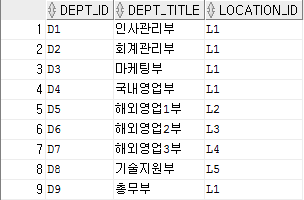 DEPT_ID DEPT_TITLE LOCATION_ID
1 D1 인사관리부 L1
2 D2 회계관리부 L1
3 D3 마케팅부 L1
4 D4 국내영업부 L1
5 D5 해외영업1부 L2
6 D6 해외영업2부 L3
7 D7 해외영업3부 L4
8 D8 기술지원부 L5
9 D9 총무부 L1